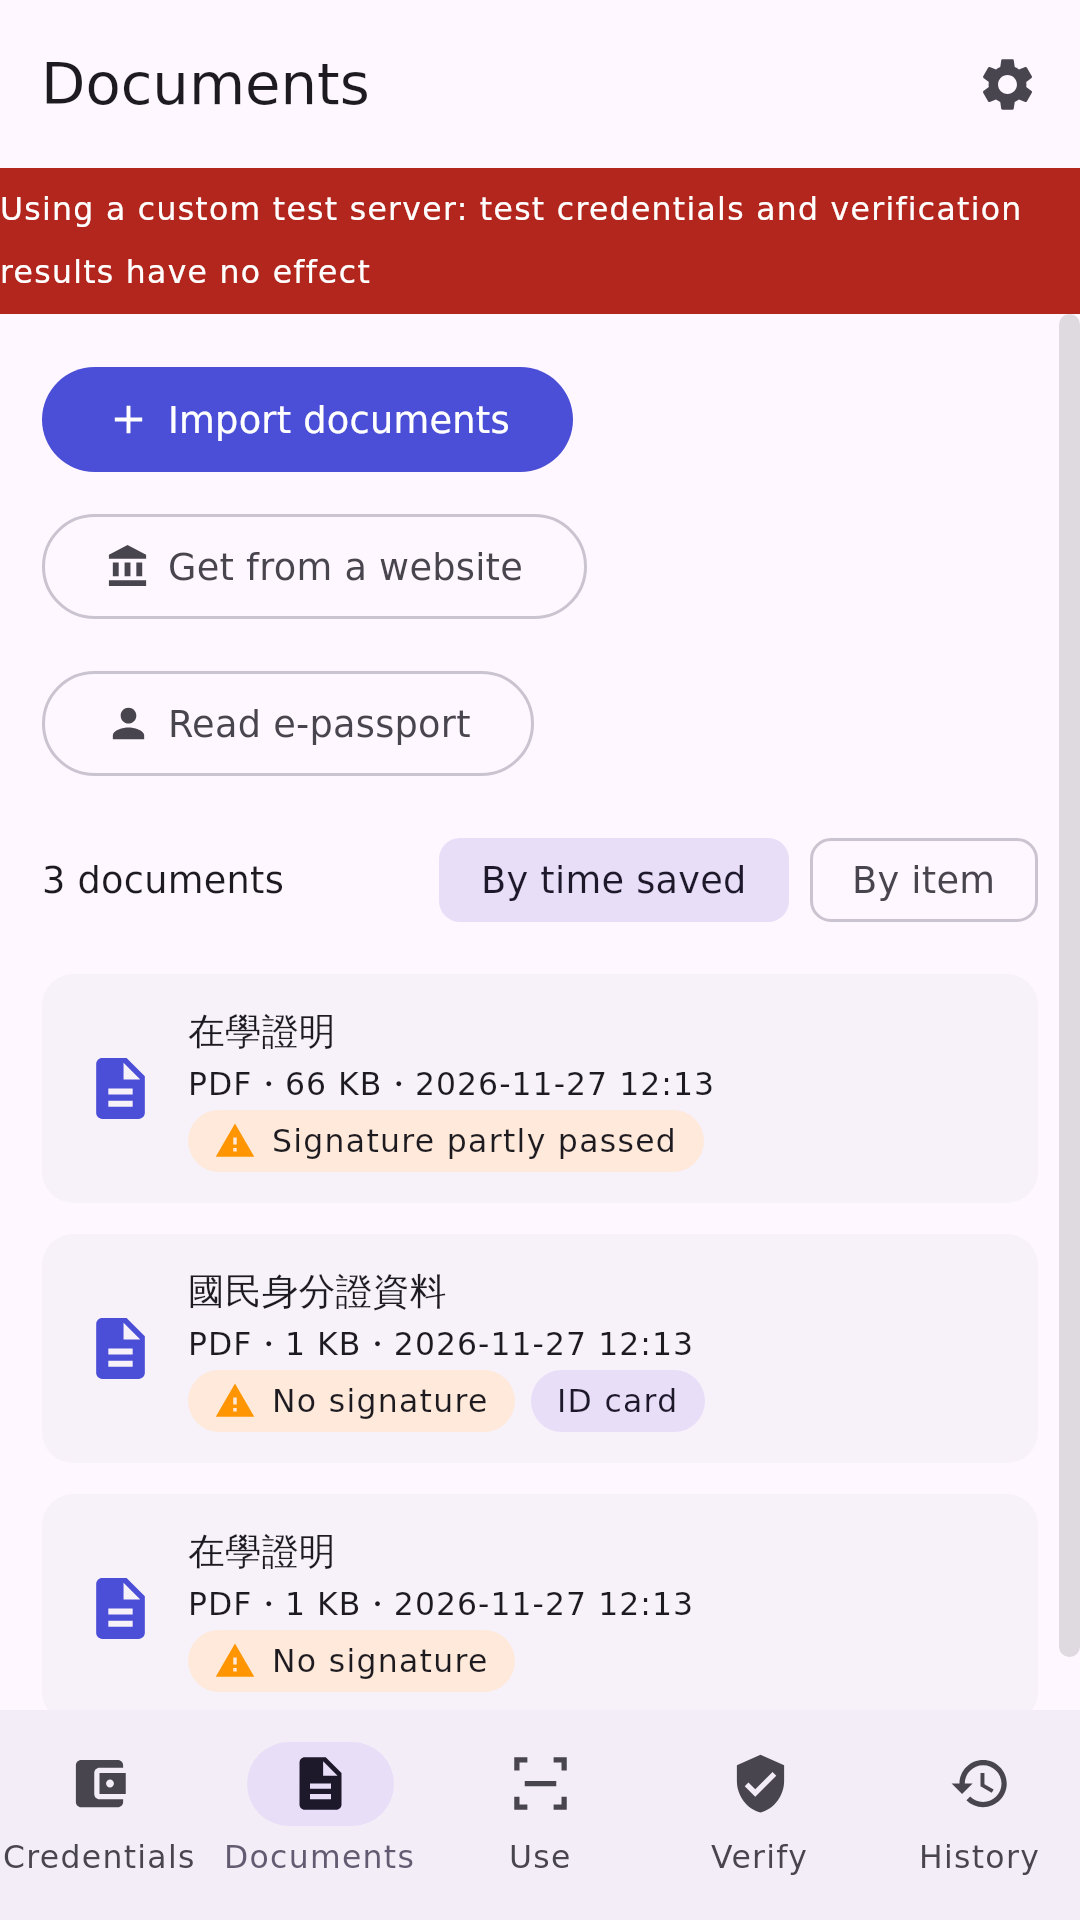 Documents
Using a custom test server: test credentials and verification
results have no effect
Import documents
Get from a website
Read e-passport
3 documents
By time saved
By item
在學證明
PDF · 66 KB · 2026-11-27 12:13
Signature partly passed
國民身分證資料
PDF · 1 KB · 2026-11-27 12:13
No signature
ID card
在學證明
PDF · 1 KB · 2026-11-27 12:13
No signature
Credentials
Documents
Use
Verify
History